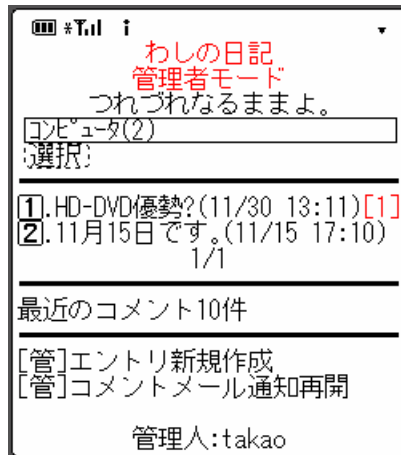 わしの日記
管理者モード
つれづれなるままよ。
ｺﾝﾋﾟｭｰﾀ(2)
選択
1.HD-DVD優勢?(11/30 13:11)[1]
2.11月15日です。(11/15 17:10)
1/1
最近のコメント10件
[管]エントリ新規作成
[管]コメントメール通知再開
管理人:takao